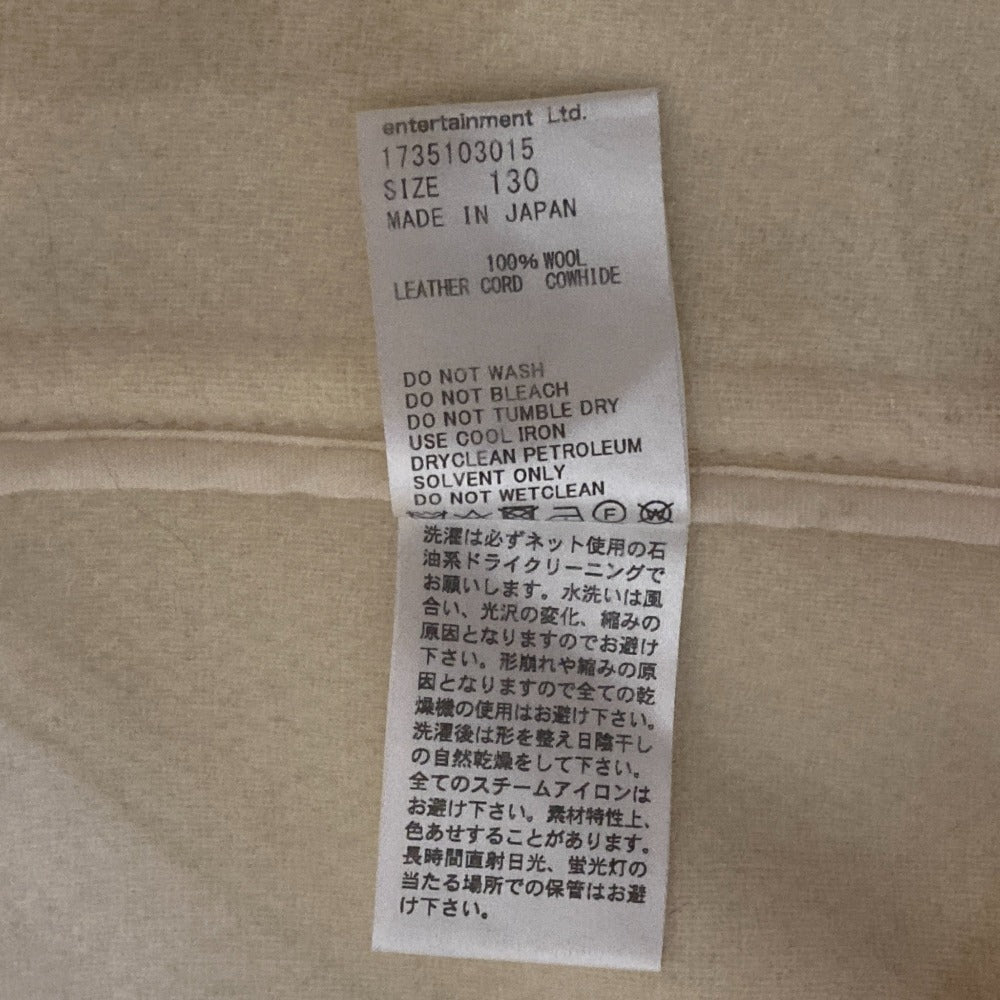 entertainment Ltd.
1735103015
SIZE 130
MADE IN JAPAN
100% WOOL
LEATHER CORD COWHIDE
DO NOT WASH
DO NOT BLEACH
DO NOT TUMBLE DRY
USE COOL IRON
DRYCLEAN PETROLEUM
SOLVENT ONLY
DO NOT WETCLEAN
F W
洗濯は必ずネット使用の石
油系ドライクリーニングで
お願いします。水洗いは風
合い、光沢の変化、縮みの
原因となりますのでお避け
下さい。形崩れや縮みの原
因となりますので全ての乾
燥機の使用はお避け下さい。
洗濯後は形を整え日陰干し
の自然乾燥をして下さい。
全てのスチームアイロンは
お避け下さい。素材特性上、
色あせすることがあります。
長時間直射日光、蛍光灯の
当たる場所での保管はお避
け下さい。